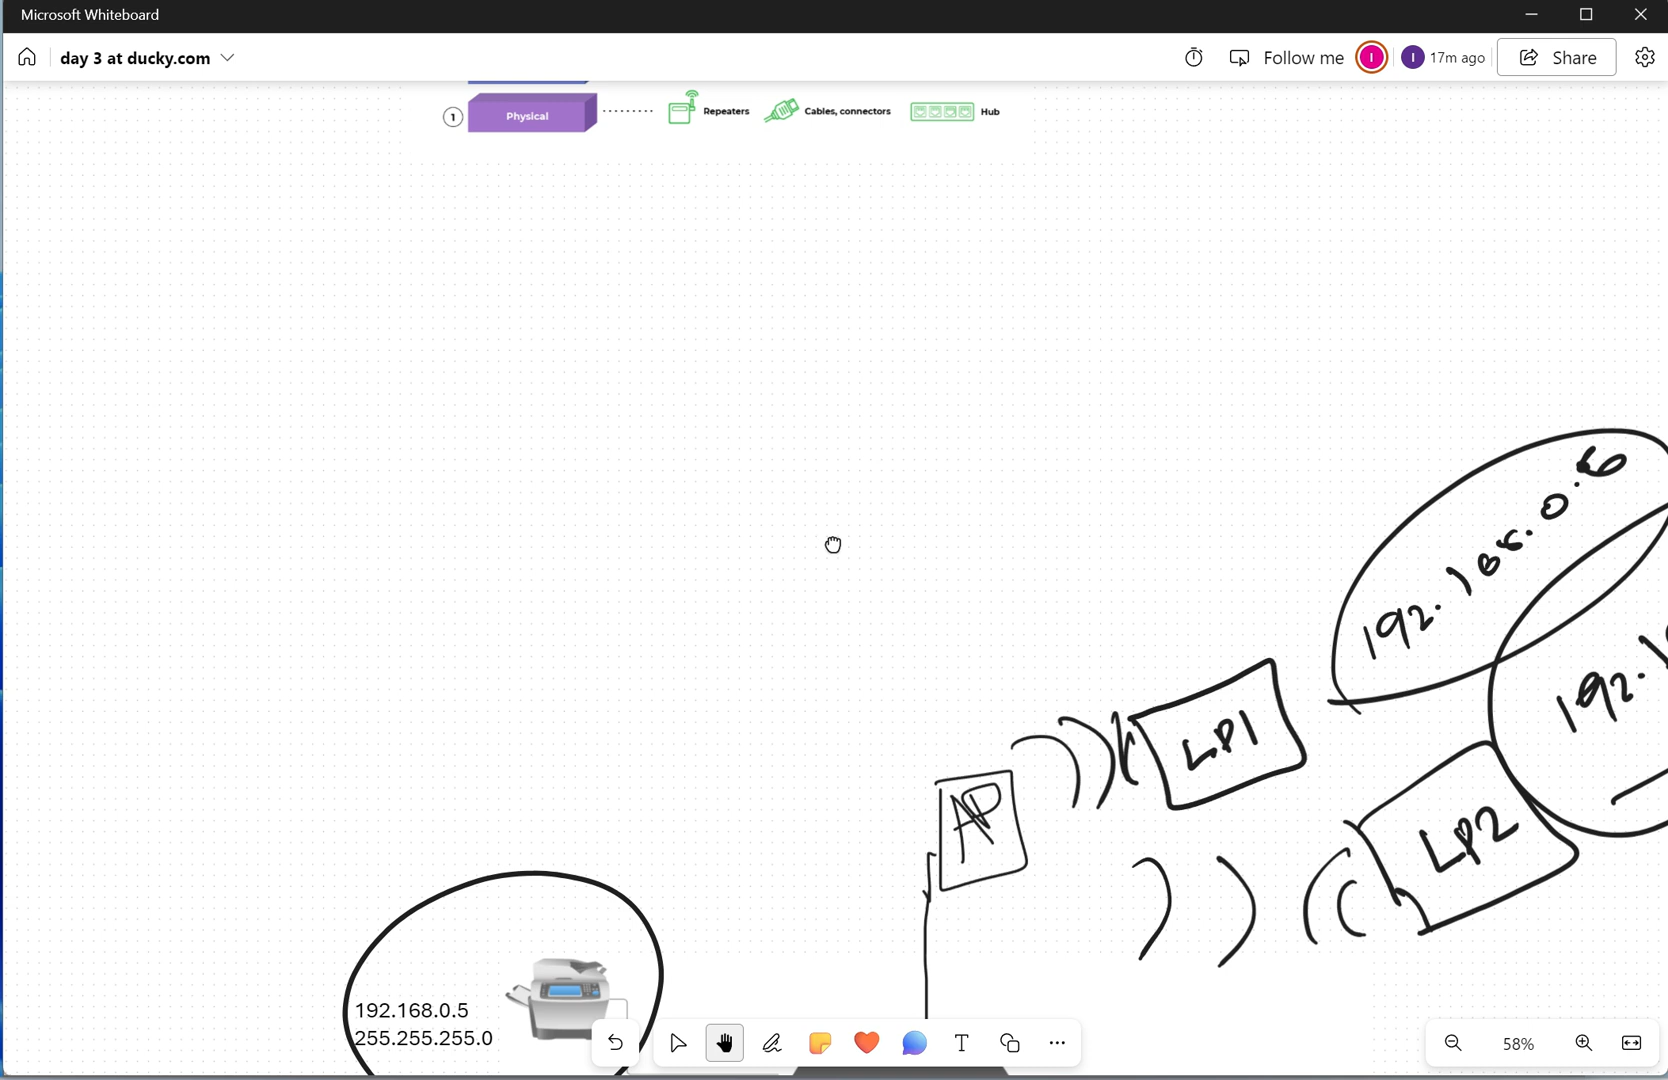 Microsoft Whiteboard
day 3 at ducky.com
Follow me
I
I
17m ago
Share
1
Physical
Repeaters
Cables, connectors
Hub
192.168.0.6
192.1
LP1
AP
LP2
192.168.0.5
255.255.255.0
T
58%